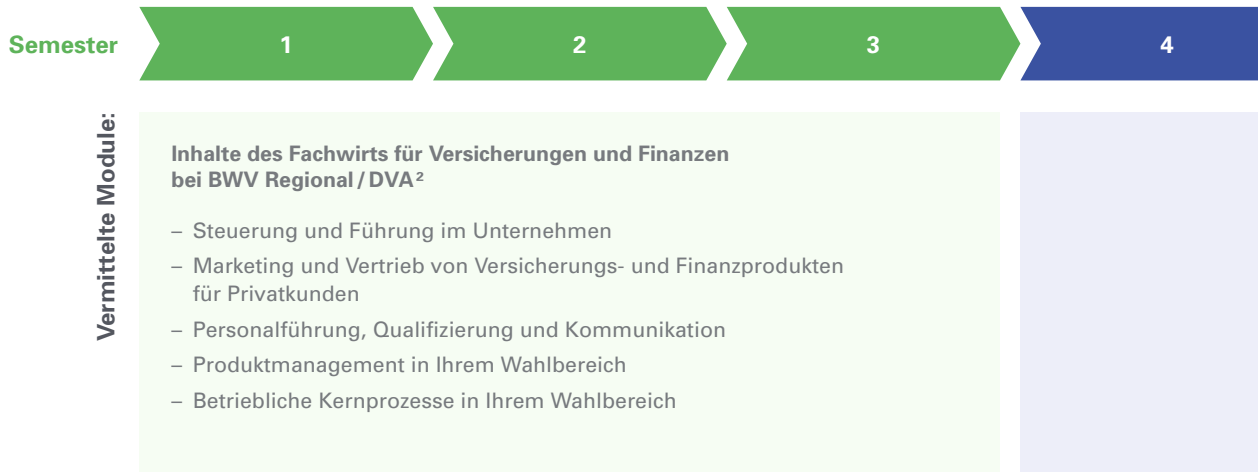 Semester 1 2 3 4
Vermittelte Module:
Inhalte des Fachwirts für Versicherungen und Finanzen
bei BWV Regional / DVA²
– Steuerung und Führung im Unternehmen
– Marketing und Vertrieb von Versicherungs- und Finanzprodukten
für Privatkunden
– Personalführung, Qualifizierung und Kommunikation
– Produktmanagement in Ihrem Wahlbereich
– Betriebliche Kernprozesse in Ihrem Wahlbereich